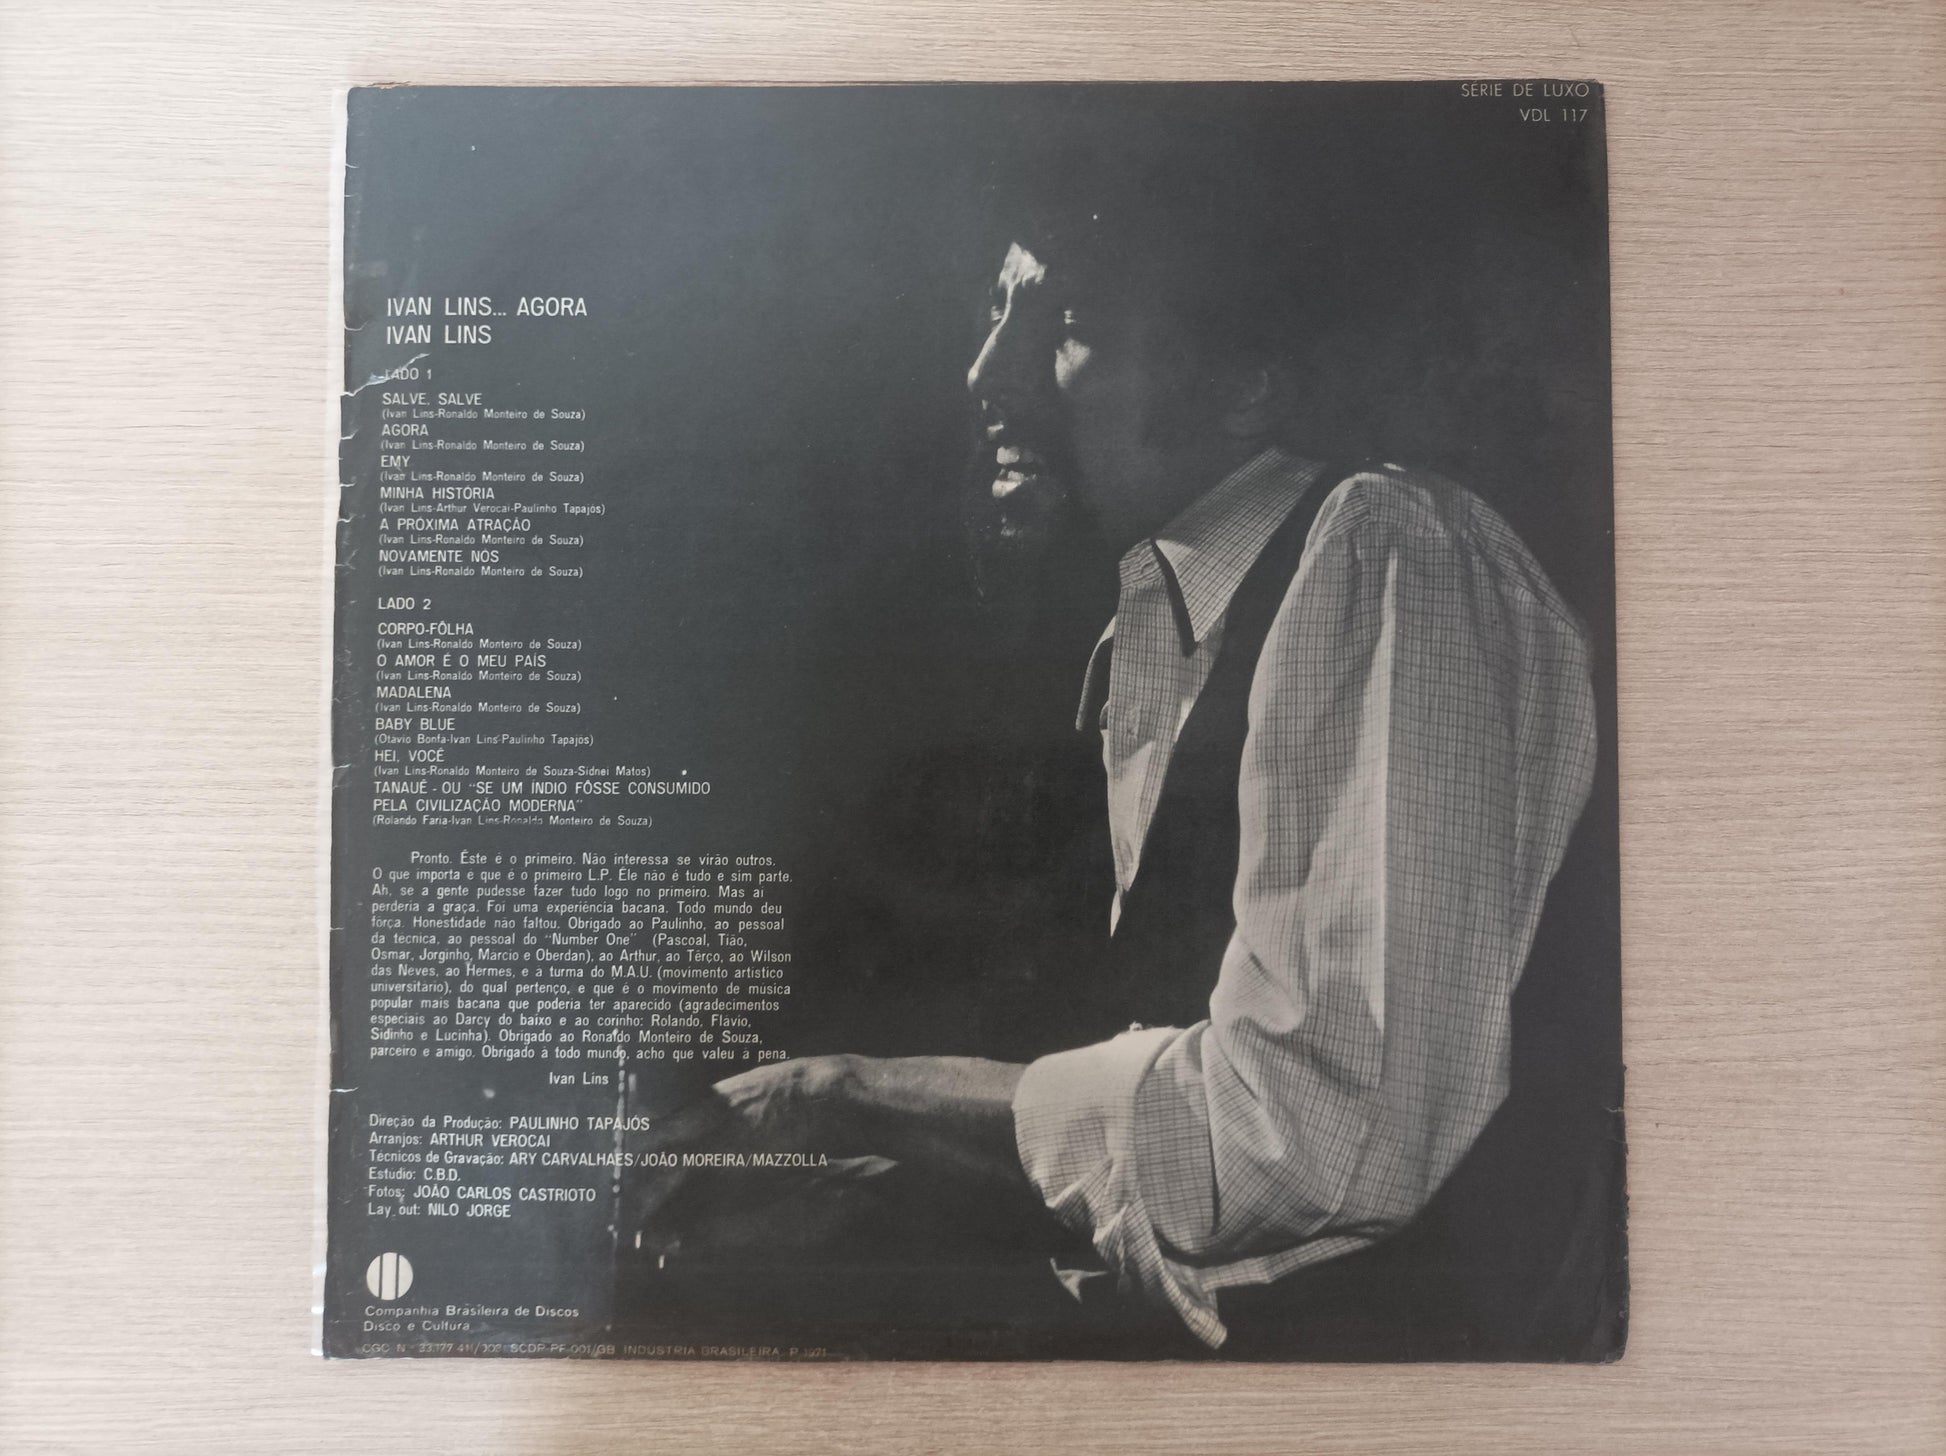 SÉRIE DE LUXO
VDL 117
IVAN LINS... AGORA
IVAN LINS
LADO 1
SALVE, SALVE
(Ivan Lins-Ronaldo Monteiro de Souza)
AGORA
(Ivan Lins-Ronaldo Monteiro de Souza)
EMY
(Ivan Lins-Ronaldo Monteiro de Souza)
MINHA HISTÓRIA
(Ivan Lins-Arthur Verocai-Paulinho Tapajós)
A PRÓXIMA ATRAÇÃO
(Ivan Lins-Ronaldo Monteiro de Souza)
NOVAMENTE NÓS
(Ivan Lins-Ronaldo Monteiro de Souza)
LADO 2
CORPO-FÔLHA
(Ivan Lins-Ronaldo Monteiro de Souza)
O AMOR É O MEU PAÍS
(Ivan Lins-Ronaldo Monteiro de Souza)
MADALENA
(Ivan Lins-Ronaldo Monteiro de Souza)
BABY BLUE
(Otavio Bonfa-Ivan Lins-Paulinho Tapajós)
HEI, VOCÊ
(Ivan Lins-Ronaldo Monteiro de Souza-Sidnei Matos)
TANAUÊ - OU "SE UM ÍNDIO FÔSSE CONSUMIDO
PELA CIVILIZAÇÃO MODERNA"
(Rolando Faria-Ivan Lins-Ronaldo Monteiro de Souza)
Pronto. Êste é o primeiro. Não interessa se virão outros.
O que importa é que é o primeiro L.P. Êle não é tudo e sim parte.
Ah, se a gente pudesse fazer tudo logo no primeiro. Mas aí
perderia a graça. Foi uma experiência bacana. Todo mundo deu
fôrça. Honestidade não faltou. Obrigado ao Paulinho, ao pessoal
da técnica, ao pessoal do "Number One" (Pascoal, Tião,
Osmar, Jorginho, Marcio e Oberdan), ao Arthur, ao Têrço, ao Wilson
das Neves, ao Hermes, e à turma do M.A.U. (movimento artístico
universitário), do qual pertenço, e que é o movimento de música
popular mais bacana que poderia ter aparecido (agradecimentos
especiais ao Darcy do baixo e ao corinho: Rolando, Flávio,
Sidinho e Lucinha). Obrigado ao Ronaldo Monteiro de Souza,
parceiro e amigo. Obrigado à todo mundo, acho que valeu à pena.
Ivan Lins
Direção da Produção: PAULINHO TAPAJÓS
Arranjos: ARTHUR VEROCAI
Técnicos de Gravação: ARY CARVALHAES/JOÃO MOREIRA/MAZZOLLA
Estudio: C.B.D.
Fotos: JOÃO CARLOS CASTRIOTO
Lay out: NILO JORGE
Companhia Brasileira de Discos
Disco e Cultura
CGC N SCDP-PF-001/GB INDÚSTRIA BRASILEIRA P 1971